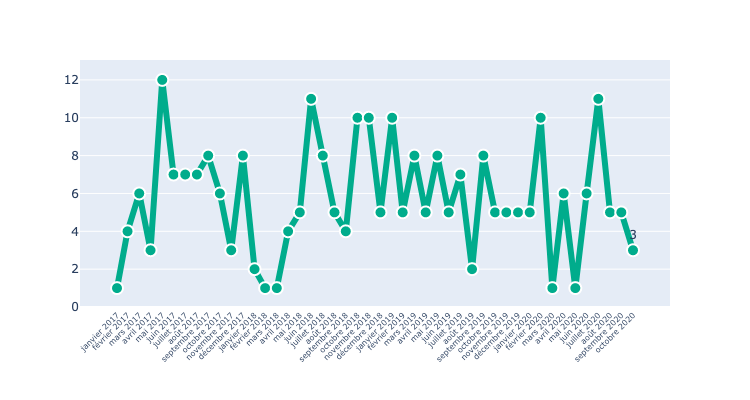 12
10
8
6
4
2
0
3
janvier 2017
février 2017
mars 2017
avril 2017
mai 2017
juin 2017
juillet 2017
août 2017
septembre 2017
octobre 2017
novembre 2017
décembre 2017
janvier 2018
février 2018
mars 2018
avril 2018
mai 2018
juin 2018
juillet 2018
août 2018
septembre 2018
octobre 2018
novembre 2018
décembre 2018
janvier 2019
février 2019
mars 2019
avril 2019
mai 2019
juin 2019
juillet 2019
août 2019
septembre 2019
octobre 2019
novembre 2019
décembre 2019
janvier 2020
février 2020
mars 2020
avril 2020
mai 2020
juin 2020
juillet 2020
août 2020
septembre 2020
octobre 2020